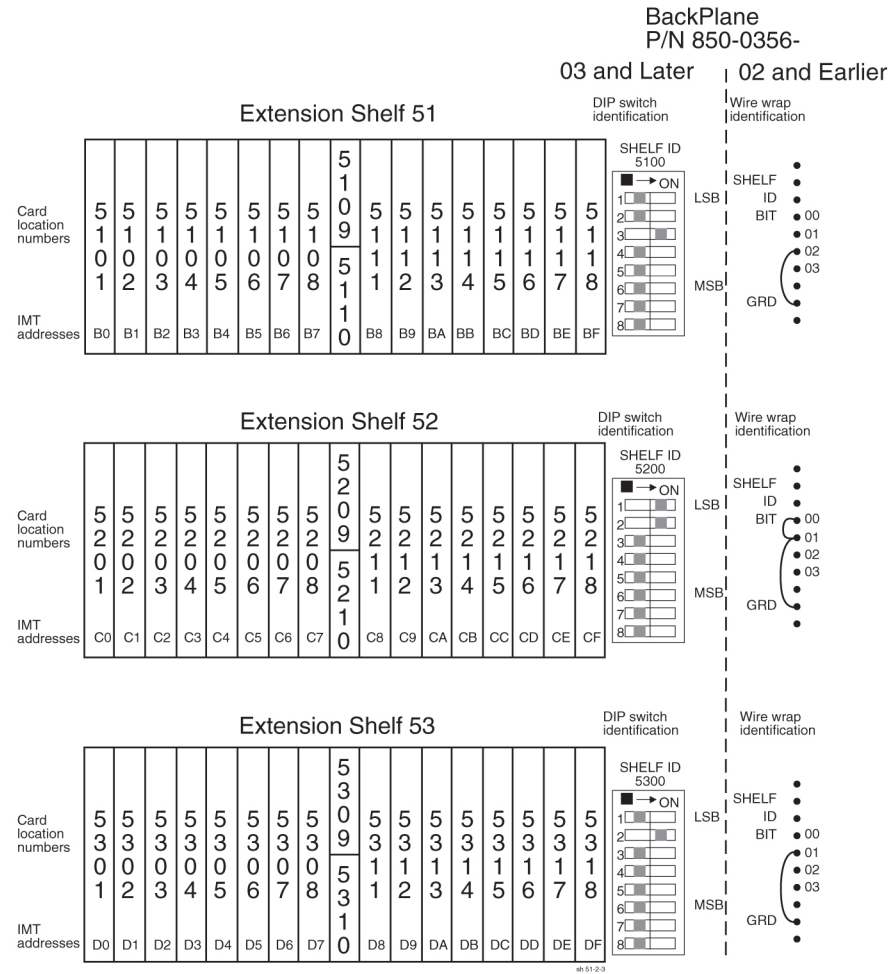 BackPlane
P/N 850-0356-
03 and Later
02 and Earlier
Extension Shelf 51
DIP switch
identification
Wire wrap
identification
SHELF ID
5100
ON
1
2
3
4
5
6
7
8
LSB
MSB
SHELF
ID
BIT
00
01
02
03
GRD
Card
location
numbers
5101 5102 5103 5104 5105 5106 5107 5108 5109 5110 5111 5112 5113 5114 5115 5116 5117 5118
IMT
addresses
B0 B1 B2 B3 B4 B5 B6 B7 B8 B9 BA BB BC BD BE BF
Extension Shelf 52
DIP switch
identification
Wire wrap
identification
SHELF ID
5200
ON
1
2
3
4
5
6
7
8
LSB
MSB
SHELF
ID
BIT
00
01
02
03
GRD
Card
location
numbers
5201 5202 5203 5204 5205 5206 5207 5208 5209 5210 5211 5212 5213 5214 5215 5216 5217 5218
IMT
addresses
C0 C1 C2 C3 C4 C5 C6 C7 C8 C9 CA CB CC CD CE CF
Extension Shelf 53
DIP switch
identification
Wire wrap
identification
SHELF ID
5300
ON
1
2
3
4
5
6
7
8
LSB
MSB
SHELF
ID
BIT
00
01
02
03
GRD
Card
location
numbers
5301 5302 5303 5304 5305 5306 5307 5308 5309 5310 5311 5312 5313 5314 5315 5316 5317 5318
IMT
addresses
D0 D1 D2 D3 D4 D5 D6 D7 D8 D9 DA DB DC DD DE DF
sh 51-2-3